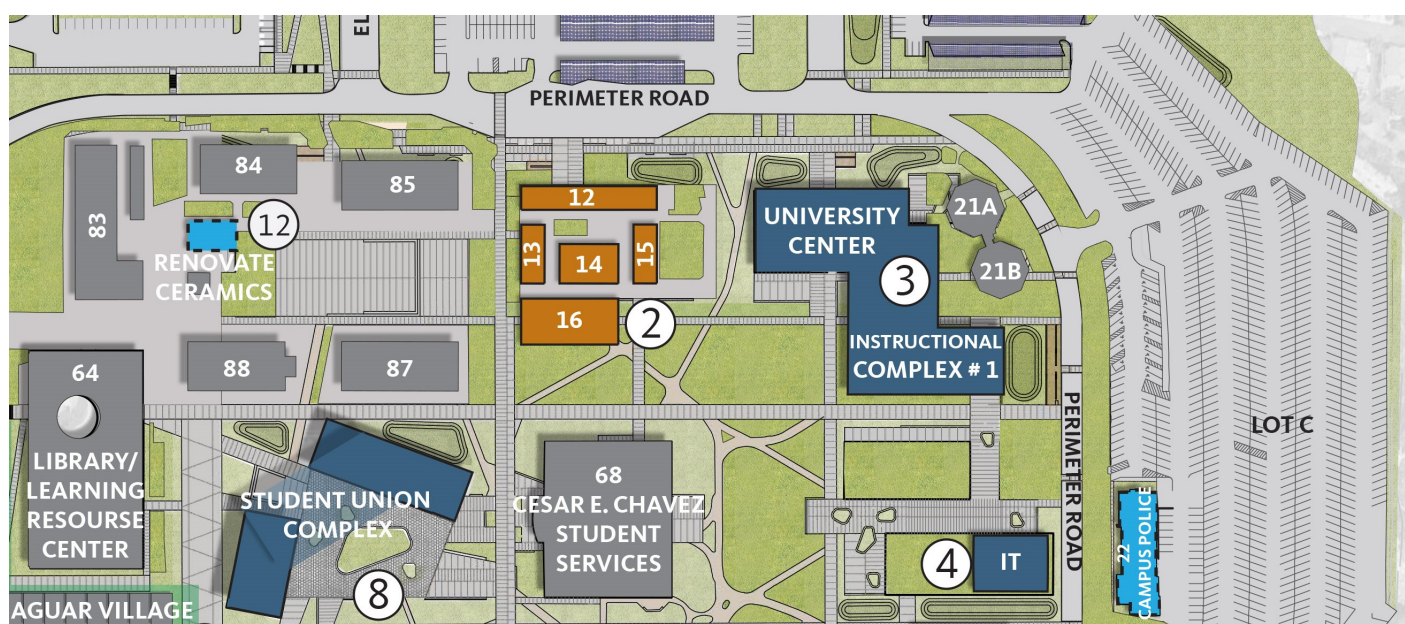 EL
PERIMETER ROAD
84
85
83
12
RENOVATE
CERAMICS
12
13
14
15
16
2
UNIVERSITY
CENTER
3
INSTRUCTIONAL
COMPLEX # 1
21A
21B
64
LIBRARY/
LEARNING
RESOURSE
CENTER
88
87
STUDENT UNION
COMPLEX
8
68
CESAR E. CHAVEZ
STUDENT
SERVICES
4
IT
PERIMETER ROAD
22
CAMPUS POLICE
LOT C
AGUAR VILLAGE